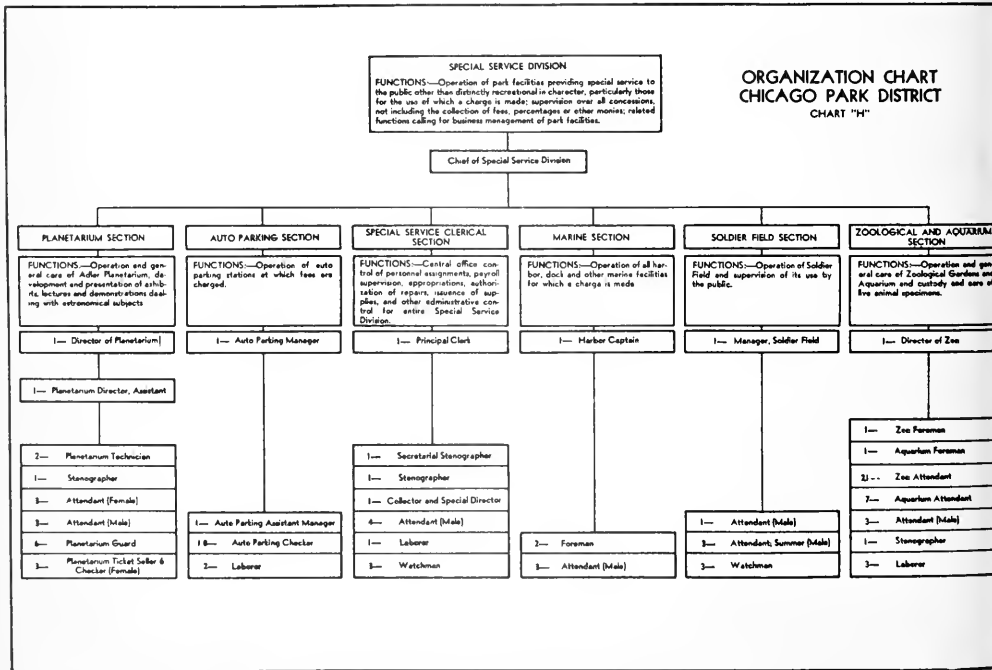 SPECIAL SERVICE DIVISION
FUNCTIONS:—Operation of park facilities providing special service to
the public other than distinctly recreational in character, particularly those
for the use of which a charge is made; supervision over all concessions,
not including the collection of fees, percentages or other monies; related
functions calling for business management of park facilities.
ORGANIZATION CHART
CHICAGO PARK DISTRICT
CHART "H"
Chief of Special Service Division
PLANETARIUM SECTION
FUNCTIONS:—Operation and gen-
eral care of Adler Planetarium, de-
velopment and presentation of exhib-
its, lectures and demonstrations deal-
ing with astronomical subjects
1— Director of Planetarium
1— Planetarium Director, Assistant
2— Planetarium Technician
1— Stenographer
Attendant (Female)
Attendant (Male)
Planetarium Guard
3— Planetarium Ticket Seller &
Checker (Female)
AUTO PARKING SECTION
FUNCTIONS:—Operation of auto
parking stations at which fees are
charged.
1— Auto Parking Manager
1— Auto Parking Assistant Manager
Auto Parking Checker
2— Laborer
SPECIAL SERVICE CLERICAL
SECTION
FUNCTIONS:—Central office con-
trol of personnel assignments, payroll
supervision, appropriations, authori-
zation of repairs, issuence of sup-
plies, and other administrative con-
trol for entire Special Service
Division.
1— Principal Clerk
1— Secretarial Stenographer
1— Stenographer
1— Collector and Special Director
Attendant (Male)
1— Laborer
3— Watchman
MARINE SECTION
FUNCTIONS:—Operation of all har-
bor, dock and other marine facilities
for which a charge is made
1— Harbor Captain
2— Foreman
3— Attendant (Male)
SOLDIER FIELD SECTION
FUNCTIONS:—Operation of Soldier
Field and supervision of its use by
the public.
1— Manager, Soldier Field
1— Attendant (Male)
3— Attendant, Summer (Male)
3— Watchman
ZOOLOGICAL AND AQUARIUM
SECTION
FUNCTIONS:—Operation and gen-
eral care of Zoological Gardens and
Aquarium and custody and care of
live animal specimens.
1— Director of Zoo
1— Zoo Foreman
1— Aquarium Foreman
21-- Zoo Attendant
7— Aquarium Attendant
3— Attendant (Male)
1— Stenographer
3— Laborer